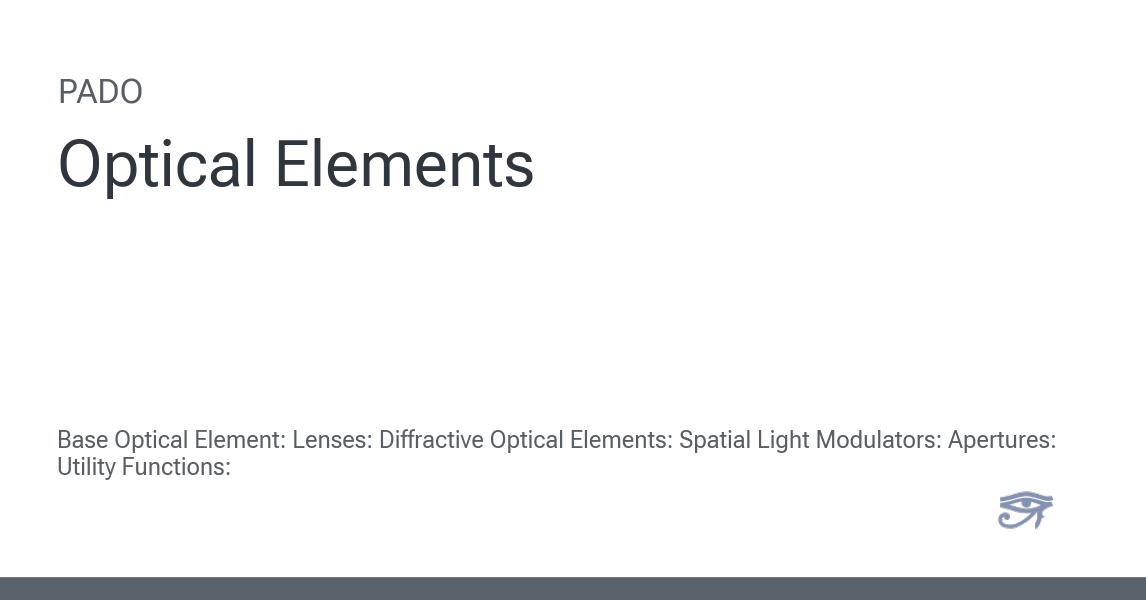 PADO
Optical Elements
Base Optical Element: Lenses: Diffractive Optical Elements: Spatial Light Modulators: Apertures:
Utility Functions: